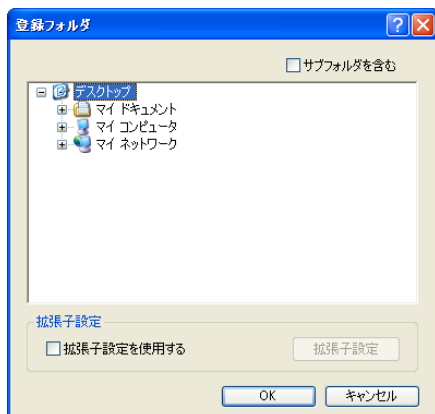 登録フォルダ
サブフォルダを含む
デスクトップ
マイ ドキュメント
マイ コンピュータ
マイ ネットワーク
拡張子設定
拡張子設定を使用する
拡張子設定
OK
キャンセル